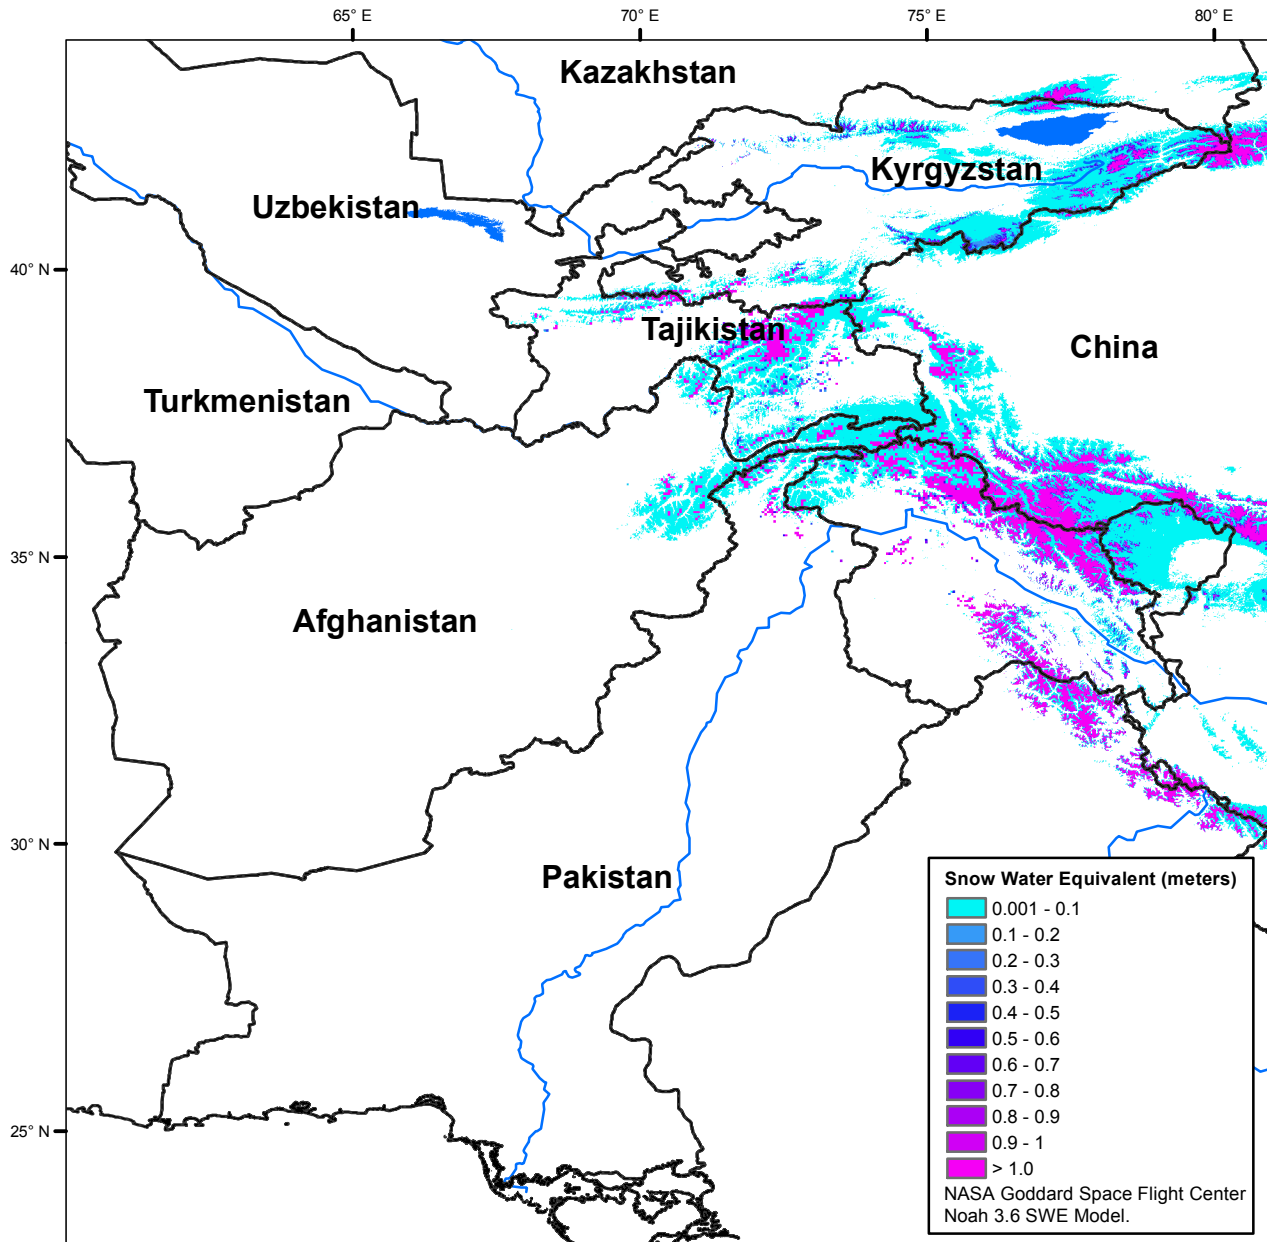 65° E
70° E
75° E
80° E
Kazakhstan
Kyrgyzstan
Uzbekistan
40° N
Tajikistan
China
Turkmenistan
35° N
Afghanistan
30° N
Pakistan
Snow Water Equivalent (meters)
0.001 - 0.1
0.1 - 0.2
0.2 - 0.3
0.3 - 0.4
0.4 - 0.5
0.5 - 0.6
0.6 - 0.7
0.7 - 0.8
0.8 - 0.9
0.9 - 1
> 1.0
NASA Goddard Space Flight Center
Noah 3.6 SWE Model.
25° N